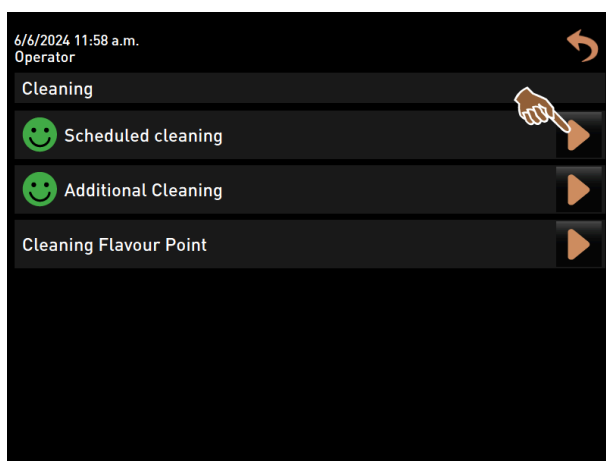 6/6/2024 11:58 a.m.
Operator
Cleaning
Scheduled cleaning
Additional Cleaning
Cleaning Flavour Point